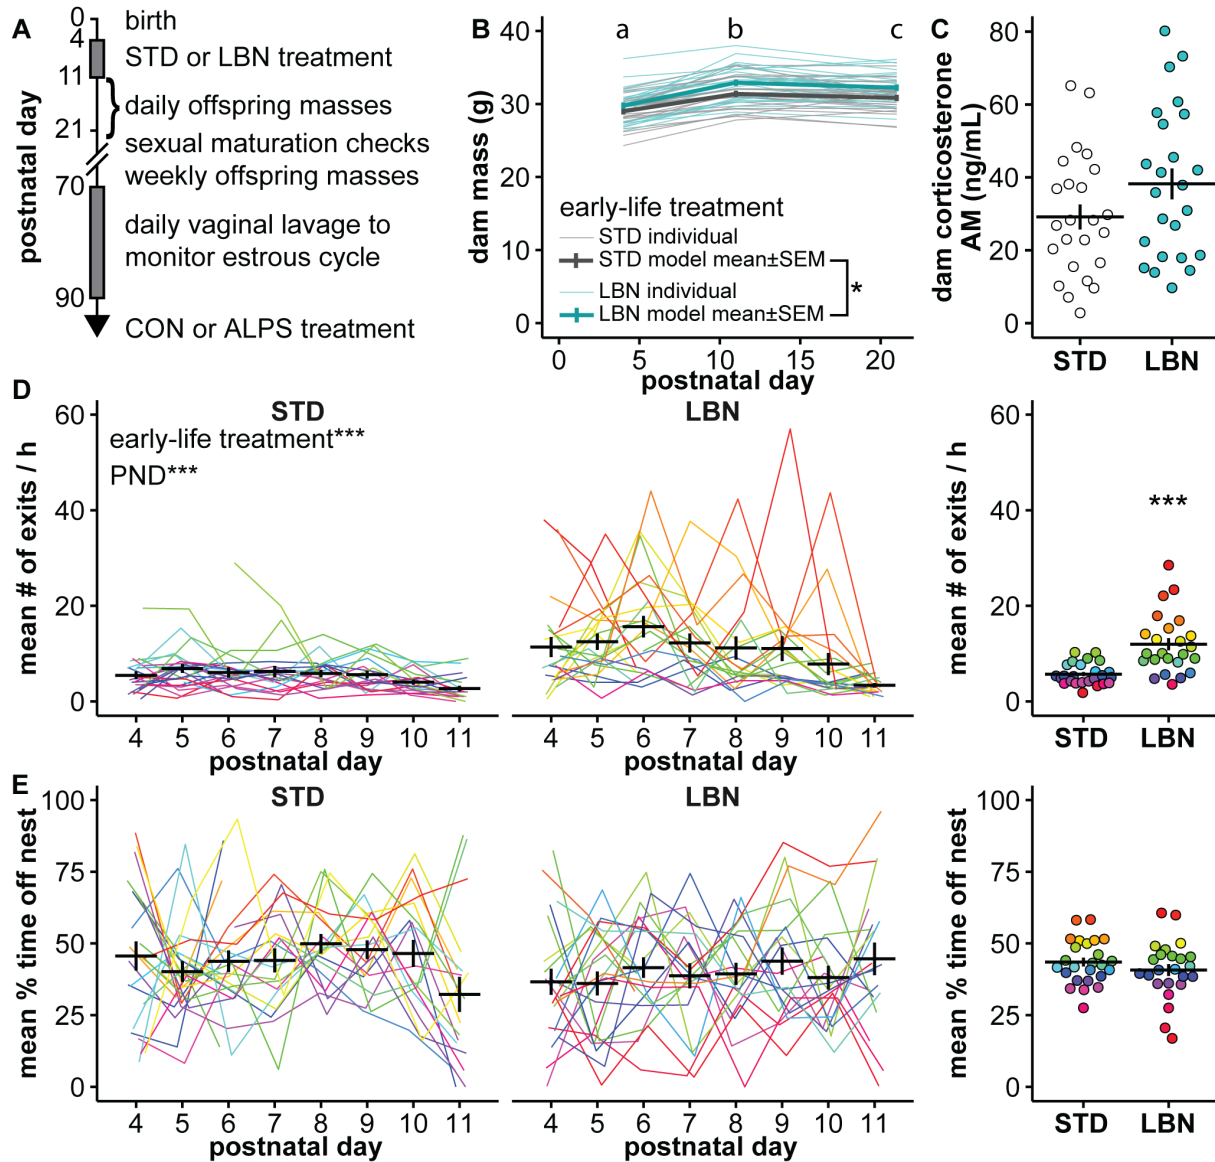 A
0
4
11
21
70
90
postnatal day
birth
STD or LBN treatment
daily offspring masses
sexual maturation checks
weekly offspring masses
daily vaginal lavage to
monitor estrous cycle
CON or ALPS treatment
B
dam mass (g)
40
30
20
10
0
a b c
early-life treatment
STD individual
STD model mean±SEM
LBN individual
LBN model mean±SEM
*
0 5 10 15 20
postnatal day
C
dam corticosterone
AM (ng/mL)
80
60
40
20
0
STD LBN
D
mean # of exits / h
60
40
20
0
STD
early-life treatment***
PND***
4 5 6 7 8 9 10 11
postnatal day
LBN
4 5 6 7 8 9 10 11
postnatal day
mean # of exits / h
60
40
20
0
***
STD LBN
E
mean % time off nest
100
75
50
25
0
STD
4 5 6 7 8 9 10 11
postnatal day
LBN
4 5 6 7 8 9 10 11
postnatal day
mean % time off nest
100
75
50
25
0
STD LBN